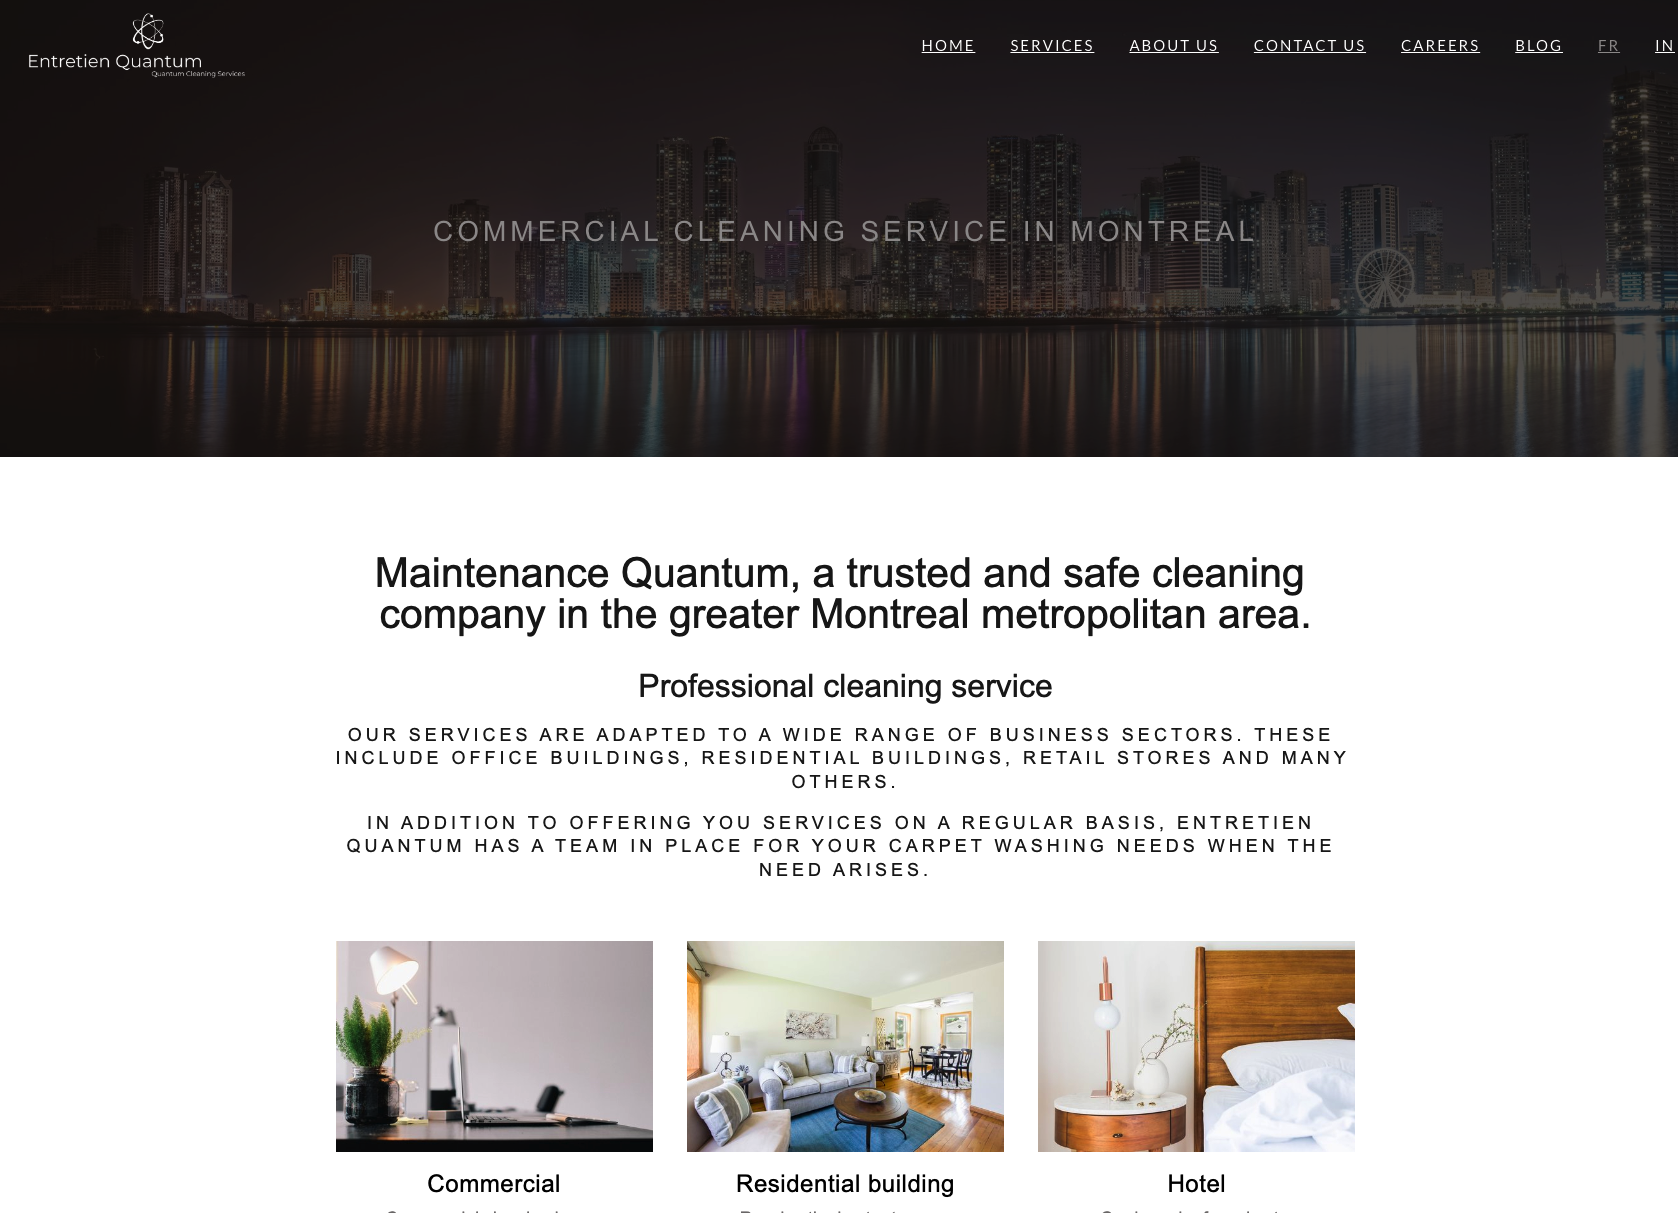 Entretien Quantum
Quantum Cleaning Services
HOME SERVICES ABOUT US CONTACT US CAREERS BLOG FR IN
COMMERCIAL CLEANING SERVICE IN MONTREAL
Maintenance Quantum, a trusted and safe cleaning
company in the greater Montreal metropolitan area.
Professional cleaning service
OUR SERVICES ARE ADAPTED TO A WIDE RANGE OF BUSINESS SECTORS. THESE
INCLUDE OFFICE BUILDINGS, RESIDENTIAL BUILDINGS, RETAIL STORES AND MANY
OTHERS.
IN ADDITION TO OFFERING YOU SERVICES ON A REGULAR BASIS, ENTRETIEN
QUANTUM HAS A TEAM IN PLACE FOR YOUR CARPET WASHING NEEDS WHEN THE
NEED ARISES.
Commercial Residential building Hotel